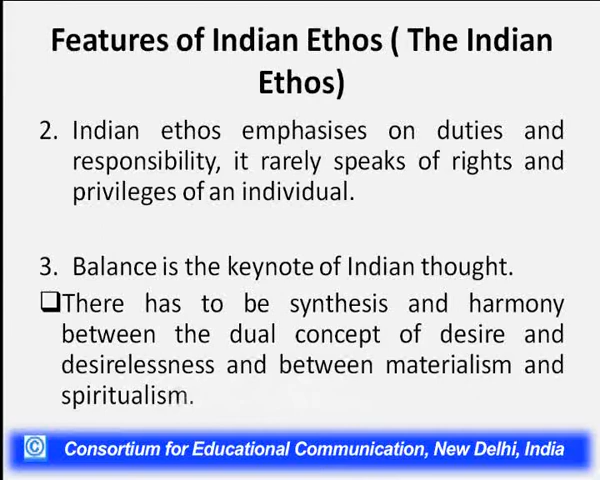 Features of Indian Ethos ( The Indian
Ethos)
2. Indian ethos emphasises on duties and
responsibility, it rarely speaks of rights and
privileges of an individual.
3. Balance is the keynote of Indian thought.
❑There has to be synthesis and harmony
between the dual concept of desire and
desirelessness and between materialism and
spiritualism.
© Consortium for Educational Communication, New Delhi, India